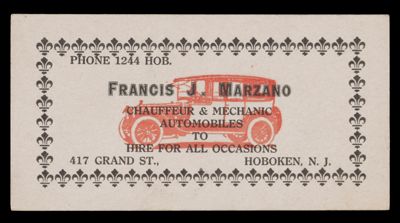 PHONE 1244 HOB.
FRANCIS J. MARZANO
CHAUFFEUR & MECHANIC
AUTOMOBILES
TO
HIRE FOR ALL OCCASIONS
417 GRAND ST., HOBOKEN, N. J.